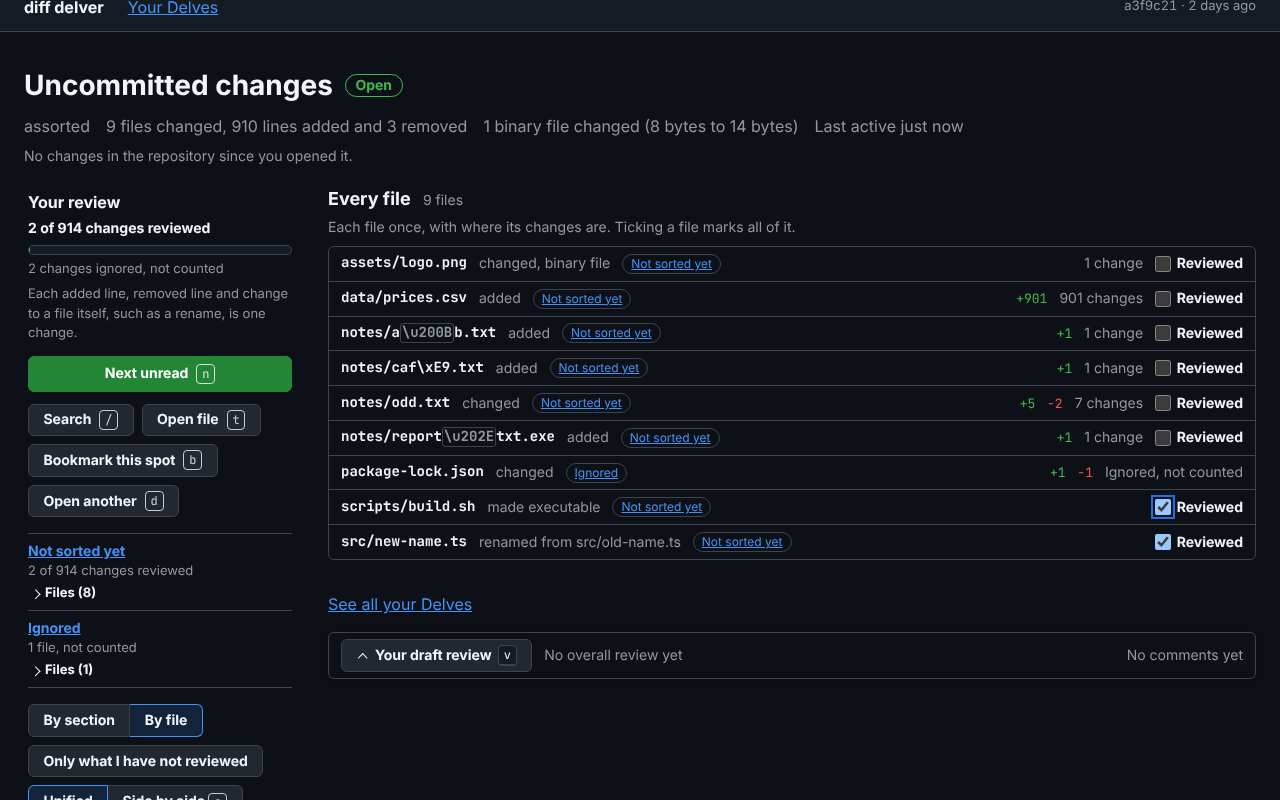 diff delver Your Delves a3f9c21 · 2 days ago
Uncommitted changes Open
assorted 9 files changed, 910 lines added and 3 removed 1 binary file changed (8 bytes to 14 bytes) Last active just now
No changes in the repository since you opened it.
Your review
2 of 914 changes reviewed
2 changes ignored, not counted
Each added line, removed line and change
to a file itself, such as a rename, is one
change.
Next unread n
Search / Open file t
Bookmark this spot b
Open another d
Not sorted yet
2 of 914 changes reviewed
Files (8)
Ignored
1 file, not counted
Files (1)
By section By file
Only what I have not reviewed
Unified Side by side
Every file 9 files
Each file once, with where its changes are. Ticking a file marks all of it.
assets/logo.png changed, binary file Not sorted yet 1 change Reviewed
data/prices.csv added Not sorted yet +901 901 changes Reviewed
notes/a\u200Bb.txt added Not sorted yet +1 1 change Reviewed
notes/caf\xE9.txt added Not sorted yet +1 1 change Reviewed
notes/odd.txt changed Not sorted yet +5 -2 7 changes Reviewed
notes/report\u202Etxt.exe added Not sorted yet +1 1 change Reviewed
package-lock.json changed Ignored +1 -1 Ignored, not counted
scripts/build.sh made executable Not sorted yet Reviewed
src/new-name.ts renamed from src/old-name.ts Not sorted yet Reviewed
See all your Delves
Your draft review v No overall review yet No comments yet